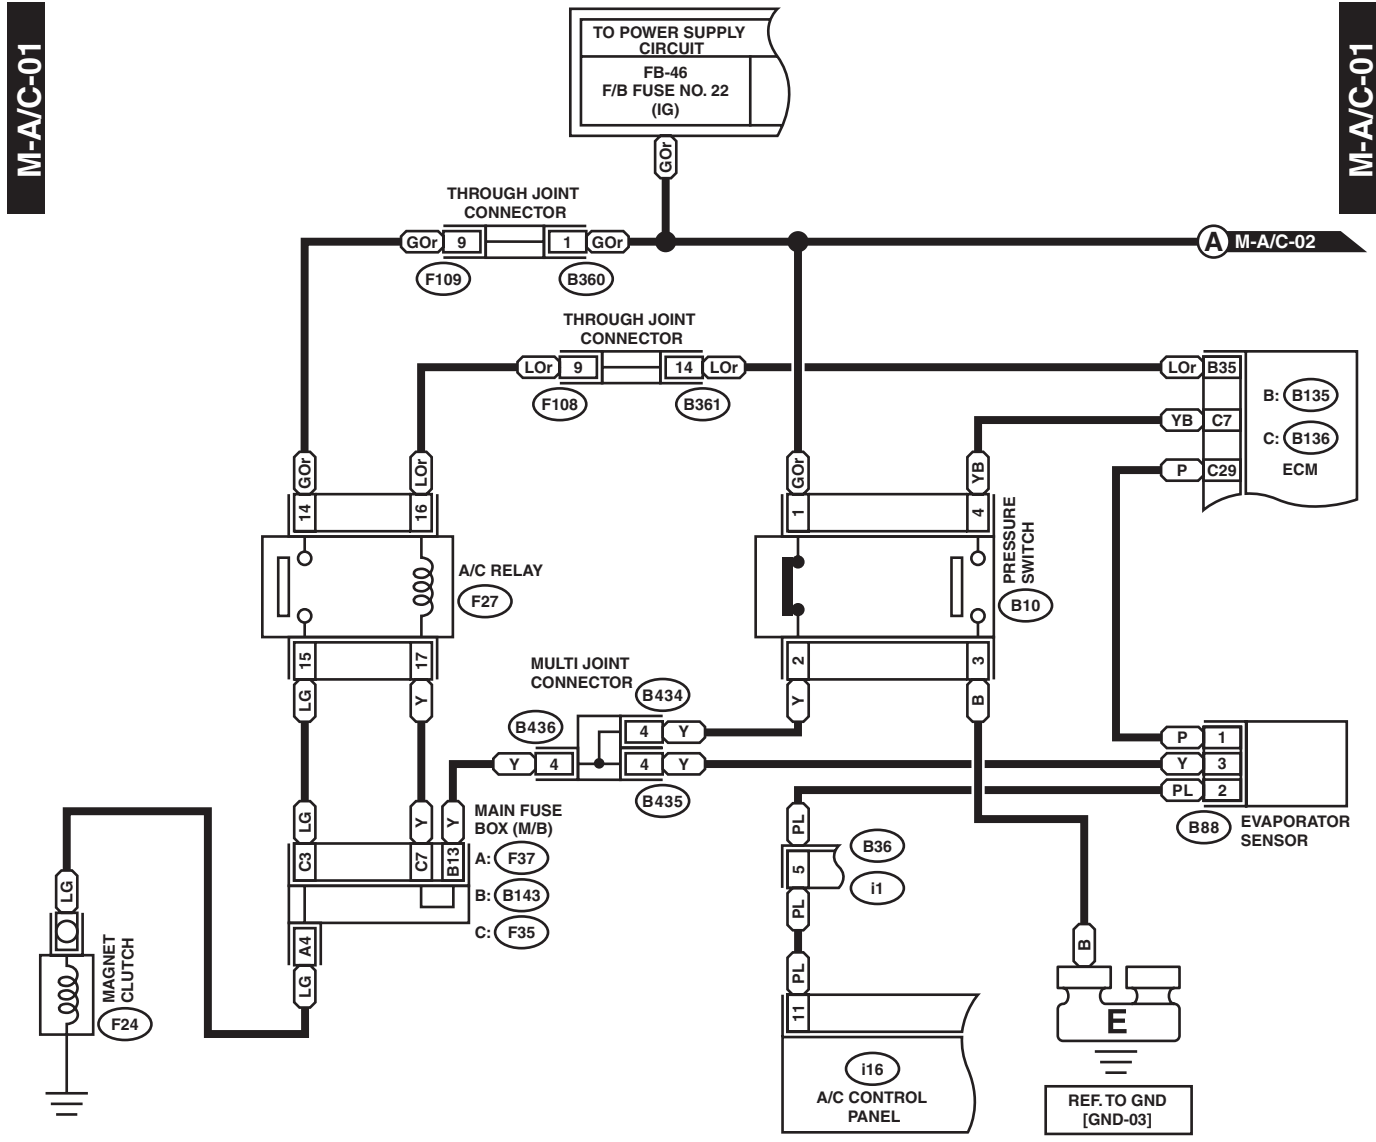 M-A/C-01
M-A/C-01
TO POWER SUPPLY
CIRCUIT
FB-46
F/B FUSE NO. 22
(IG)
GOr
THROUGH JOINT
CONNECTOR
GOr 9 1 GOr
F109 B360
A M-A/C-02
THROUGH JOINT
CONNECTOR
LOr 9 14 LOr
F108 B361
LOr B35
YB C7
P C29
B: B135
C: B136
ECM
GOr LOr
14 16
A/C RELAY
F27
15 17
LG Y
GOr YB
1 4
PRESSURE
SWITCH
B10
2 3
Y B
MULTI JOINT
CONNECTOR
B434
B436
4 Y
Y 4 4 Y
B435
P 1
Y 3
PL 2
B88
EVAPORATOR
SENSOR
LG Y Y
C3 C7 B13
MAIN FUSE
BOX (M/B)
A: F37
B: B143
C: F35
A4
LG
LG
MAGNET
CLUTCH
F24
PL
5
B36
i1
PL
PL
11
i16
A/C CONTROL
PANEL
B
E
REF. TO GND
[GND-03]